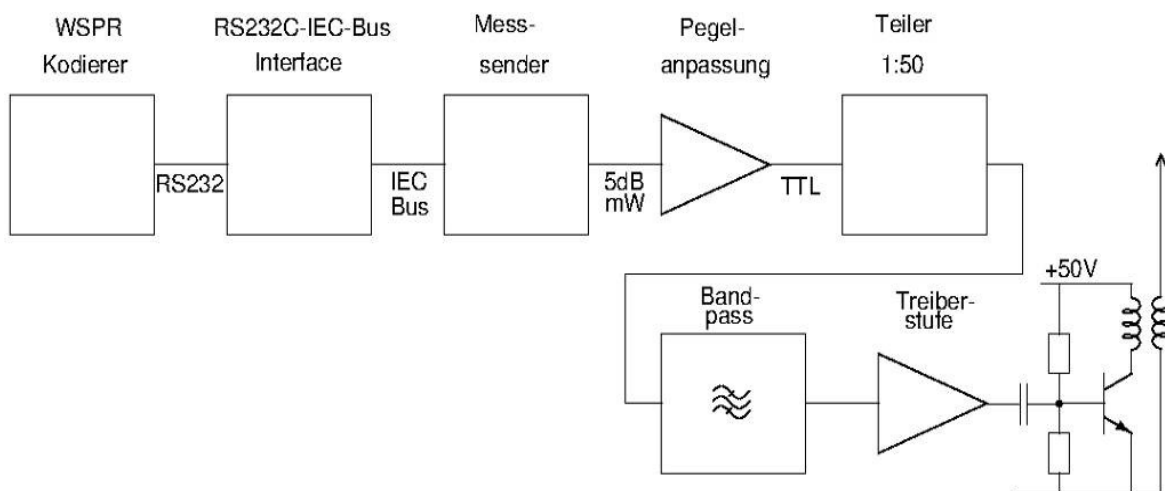 WSPR
Kodierer
RS232C-IEC-Bus
Interface
Mess-
sender
Pegel-
anpassung
Teiler
1:50
RS232
IEC
Bus
5dB
mW
TTL
Band-
pass
Treiber-
stufe
+50V